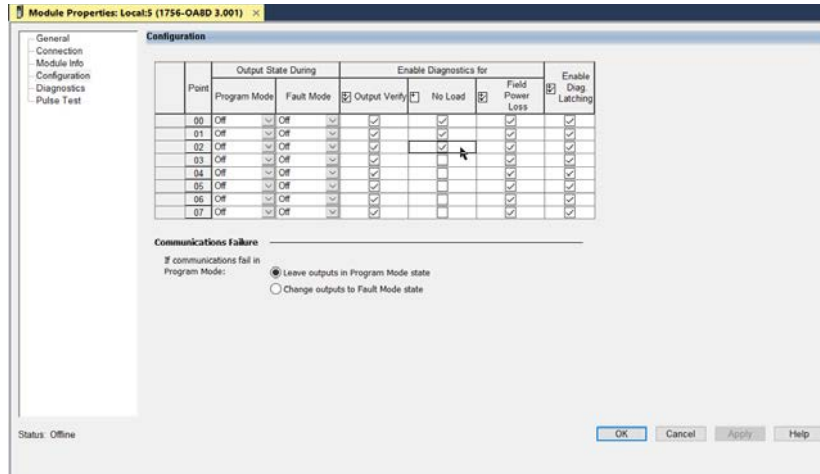 Module Properties: Local:5 (1756-OA8D 3.001) ×
General
Connection
Module Info
Configuration
Diagnostics
Pulse Test
Configuration
Output State During Enable Diagnostics for
Point Program Mode Fault Mode Output Verify No Load Field Power Loss Enable Diag. Latching
00 Off Off
01 Off Off
02 Off Off
03 Off Off
04 Off Off
05 Off Off
06 Off Off
07 Off Off
Communications Failure
If communications fail in
Program Mode:
Leave outputs in Program Mode state
Change outputs to Fault Mode state
Status: Offline
OK Cancel Apply Help